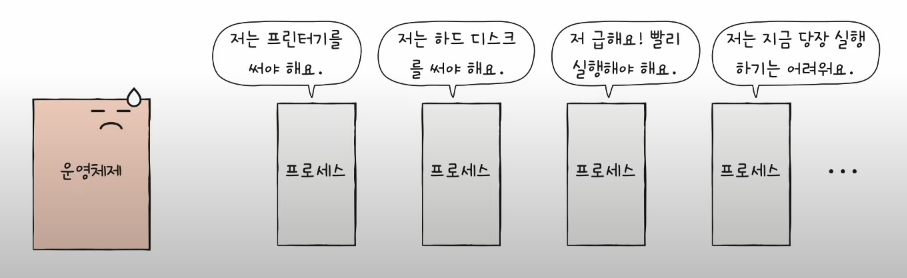 저는 프린터기를
써야 해요.
저는 하드 디스크
를 써야 해요.
저 급해요! 빨리
실행해야 해요.
저는 지금 당장 실행
하기는 어려워요.
운영체제
프로세스
프로세스
프로세스
프로세스
...